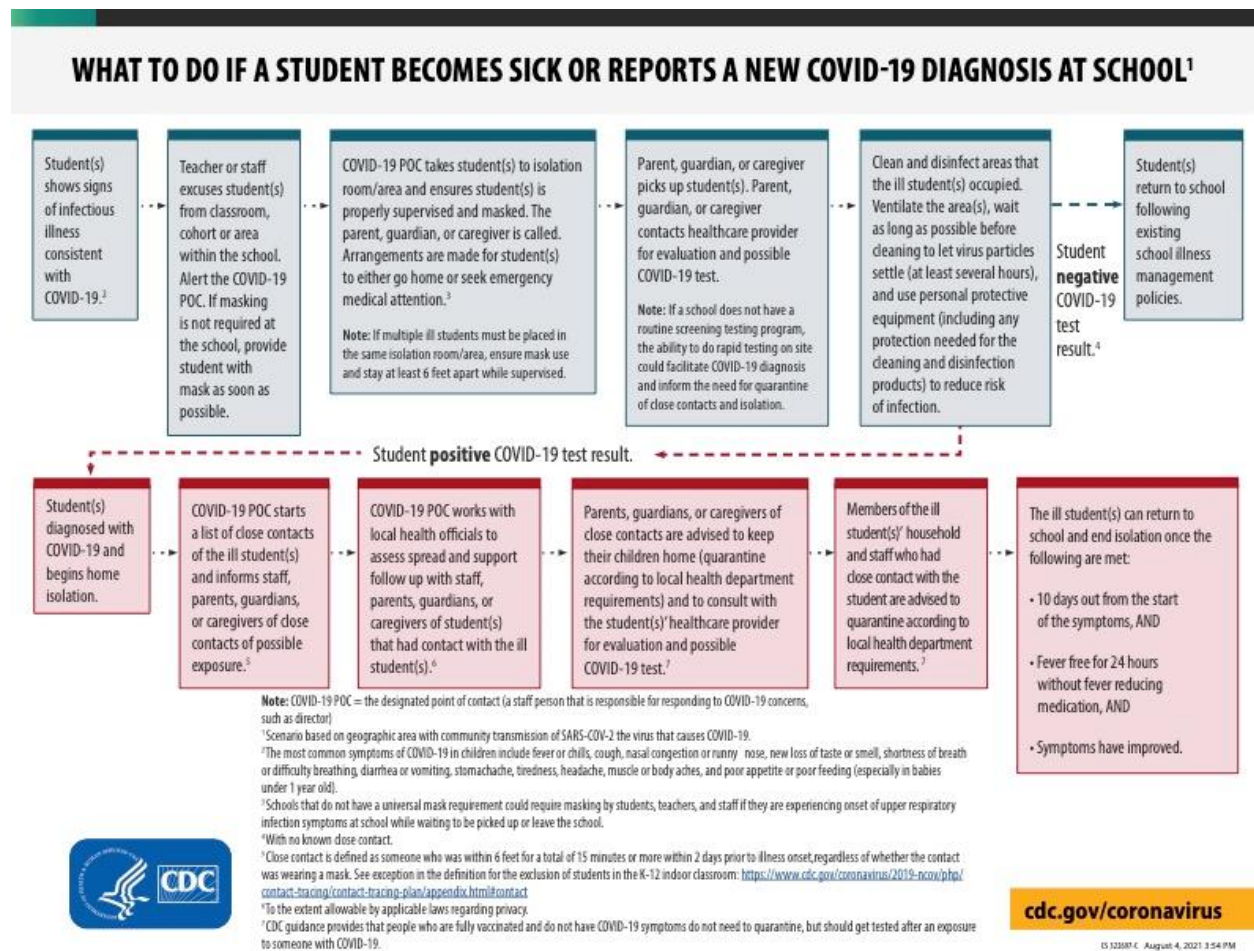 WHAT TO DO IF A STUDENT BECOMES SICK OR REPORTS A NEW COVID-19 DIAGNOSIS AT SCHOOL¹
Student(s)
shows signs
of infectious
illness
consistent
with
COVID-19.²
Teacher or staff
excuses student(s)
from classroom,
cohort or area
within the school.
Alert the COVID-19
POC. If masking
is not required at
the school, provide
student with
mask as soon as
possible.
COVID-19 POC takes student(s) to isolation
room/area and ensures student(s) is
properly supervised and masked. The
parent, guardian, or caregiver is called.
Arrangements are made for student(s)
to either go home or seek emergency
medical attention.³
Note: If multiple ill students must be placed in
the same isolation room/area, ensure mask use
and stay at least 6 feet apart while supervised.
Parent, guardian, or caregiver
picks up student(s). Parent,
guardian, or caregiver
contacts healthcare provider
for evaluation and possible
COVID-19 test.
Note: If a school does not have a
routine screening testing program,
the ability to do rapid testing on site
could facilitate COVID-19 diagnosis
and inform the need for quarantine
of close contacts and isolation.
Clean and disinfect areas that
the ill student(s) occupied.
Ventilate the area(s), wait
as long as possible before
cleaning to let virus particles
settle (at least several hours),
and use personal protective
equipment (including any
protection needed for the
cleaning and disinfection
products) to reduce risk
of infection.
Student
negative
COVID-19
test
result.⁴
Student(s)
return to school
following
existing
school illness
management
policies.
Student positive COVID-19 test result.
Student(s)
diagnosed with
COVID-19 and
begins home
isolation.
COVID-19 POC starts
a list of close contacts
of the ill student(s)
and informs staff,
parents, guardians,
or caregivers of close
contacts of possible
exposure.⁵
COVID-19 POC works with
local health officials to
assess spread and support
follow up with staff,
parents, guardians, or
caregivers of student(s)
that had contact with the ill
student(s).⁶
Parents, guardians, or caregivers of
close contacts are advised to keep
their children home (quarantine
according to local health department
requirements) and to consult with
the student(s)' healthcare provider
for evaluation and possible
COVID-19 test.⁷
Members of the ill
student(s)' household
and staff who had
close contact with the
student are advised to
quarantine according to
local health department
requirements. ⁷
The ill student(s) can return to
school and end isolation once the
following are met:
• 10 days out from the start
of the symptoms, AND
• Fever free for 24 hours
without fever reducing
medication, AND
• Symptoms have improved.
Note: COVID-19 POC = the designated point of contact (a staff person that is responsible for responding to COVID-19 concerns,
such as director)
¹Scenario based on geographic area with community transmission of SARS-COV-2 the virus that causes COVID-19.
²The most common symptoms of COVID-19 in children include fever or chills, cough, nasal congestion or runny nose, new loss of taste or smell, shortness of breath
or difficulty breathing, diarrhea or vomiting, stomachache, tiredness, headache, muscle or body aches, and poor appetite or poor feeding (especially in babies
under 1 year old).
³Schools that do not have a universal mask requirement could require masking by students, teachers, and staff if they are experiencing onset of upper respiratory
infection symptoms at school while waiting to be picked up or leave the school.
⁴With no known close contact.
⁵Close contact is defined as someone who was within 6 feet for a total of 15 minutes or more within 2 days prior to illness onset,regardless of whether the contact
was wearing a mask. See exception in the definition for the exclusion of students in the K-12 indoor classroom: https://www.cdc.gov/coronavirus/2019-ncov/php/
contact-tracing/contact-tracing-plan/appendix.html#contact
⁶To the extent allowable by applicable laws regarding privacy.
⁷CDC guidance provides that people who are fully vaccinated and do not have COVID-19 symptoms do not need to quarantine, but should get tested after an exposure
to someone with COVID-19.
CDC
cdc.gov/coronavirus
August 4, 2021 3:54 PM